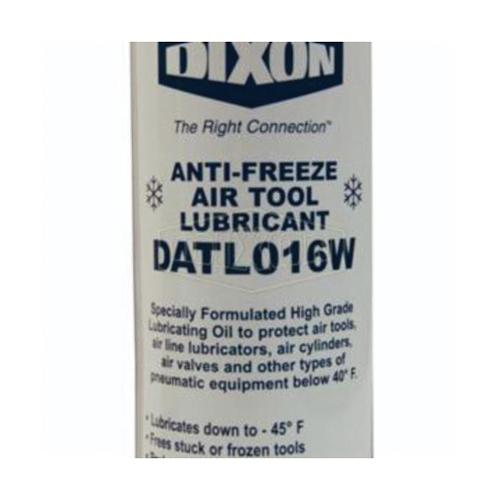 DIXON
The Right Connection™
ANTI-FREEZE
AIR TOOL
LUBRICANT
DATL016W
Specially Formulated High Grade
Lubricating Oil to protect air tools,
air line lubricators, air cylinders,
air valves and other types of
pneumatic equipment below 40° F.
• Lubricates down to - 45° F
• Frees stuck or frozen tools